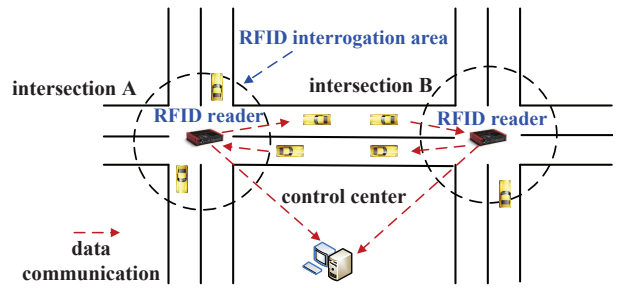 RFID interrogation area
intersection A
intersection B
RFID reader
RFID reader
control center
data
communication